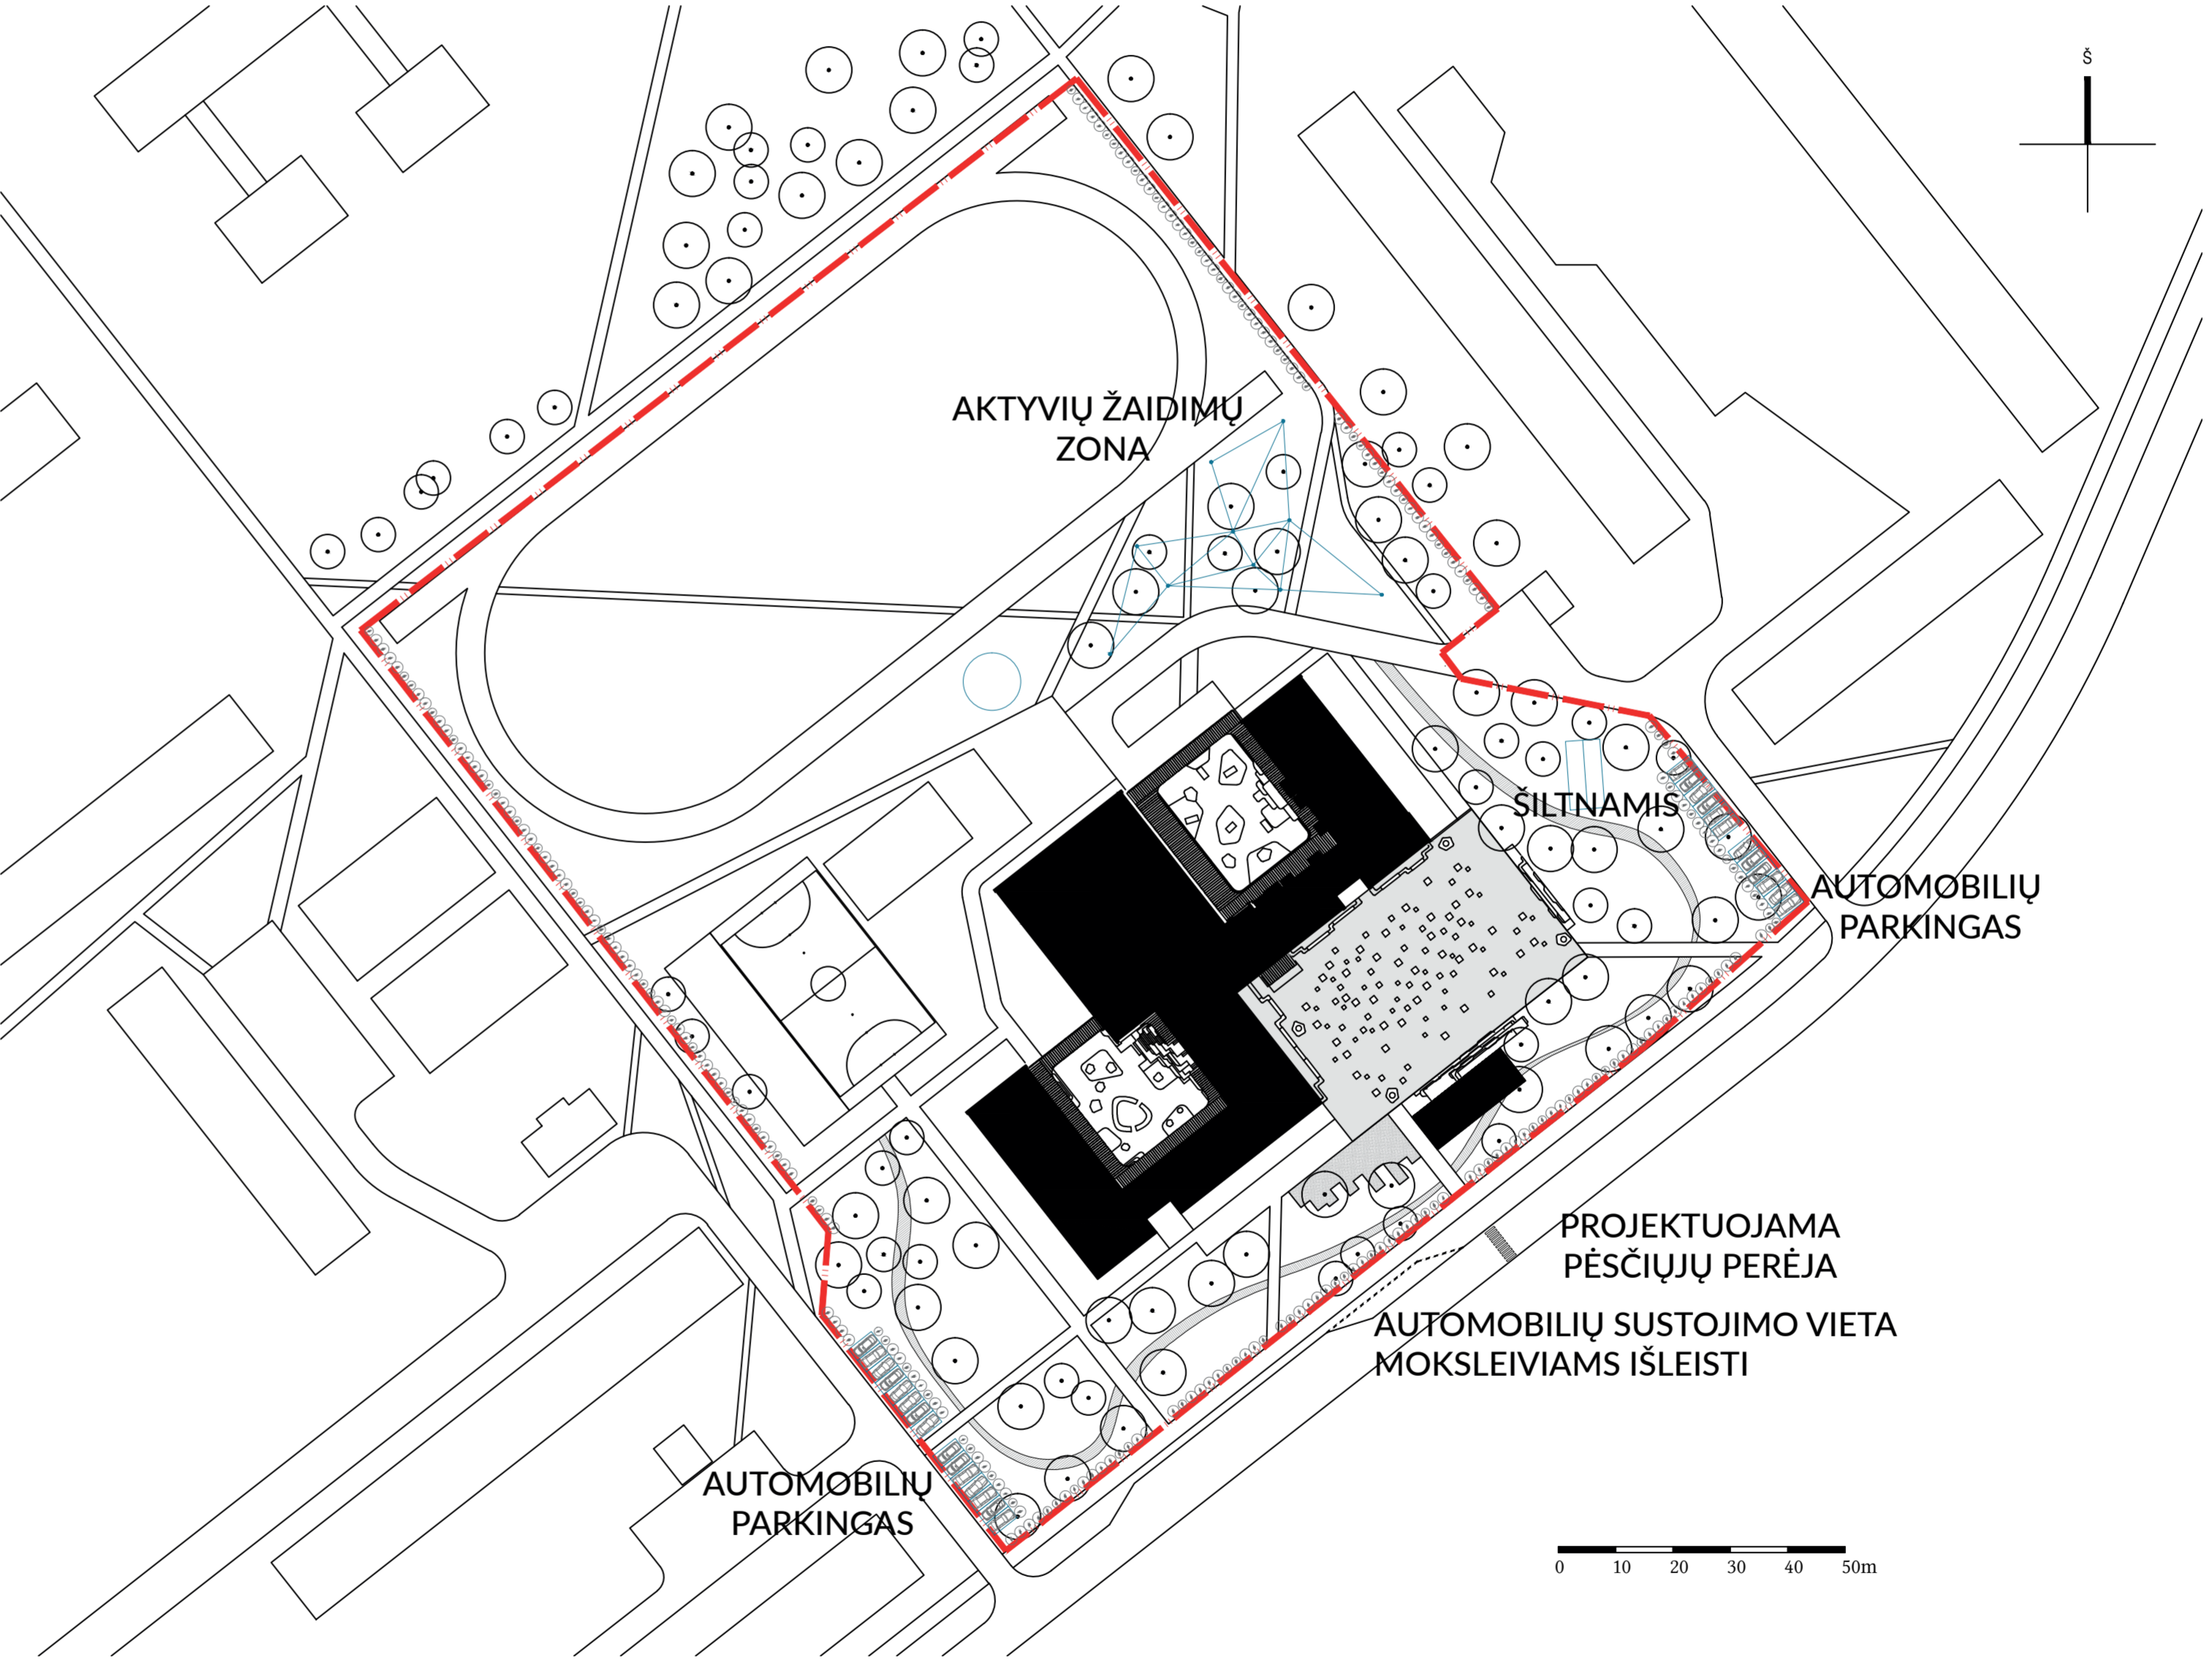 Š
AKTYVIŲ ŽAIDIMŲ
ZONA
ŠILTNAMIS
AUTOMOBILIŲ
PARKINGAS
PROJEKTUOJAMA
PĖSČIŲJŲ PERĖJA
AUTOMOBILIŲ SUSTOJIMO VIETA
MOKSLEIVIAMS IŠLEISTI
AUTOMOBILIŲ
PARKINGAS
0 10 20 30 40 50m